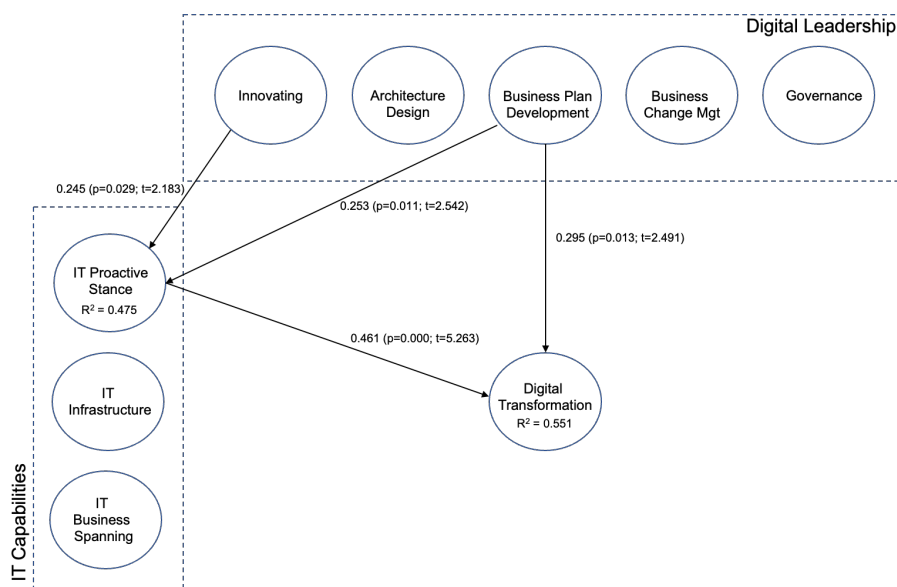 Digital Leadership
Innovating
Architecture
Design
Business Plan
Development
Business
Change Mgt
Governance
0.245 (p=0.029; t=2.183)
0.253 (p=0.011; t=2.542)
0.295 (p=0.013; t=2.491)
IT Proactive
Stance
R² = 0.475
0.461 (p=0.000; t=5.263)
IT
Infrastructure
Digital
Transformation
R² = 0.551
IT
Business
Spanning
IT Capabilities